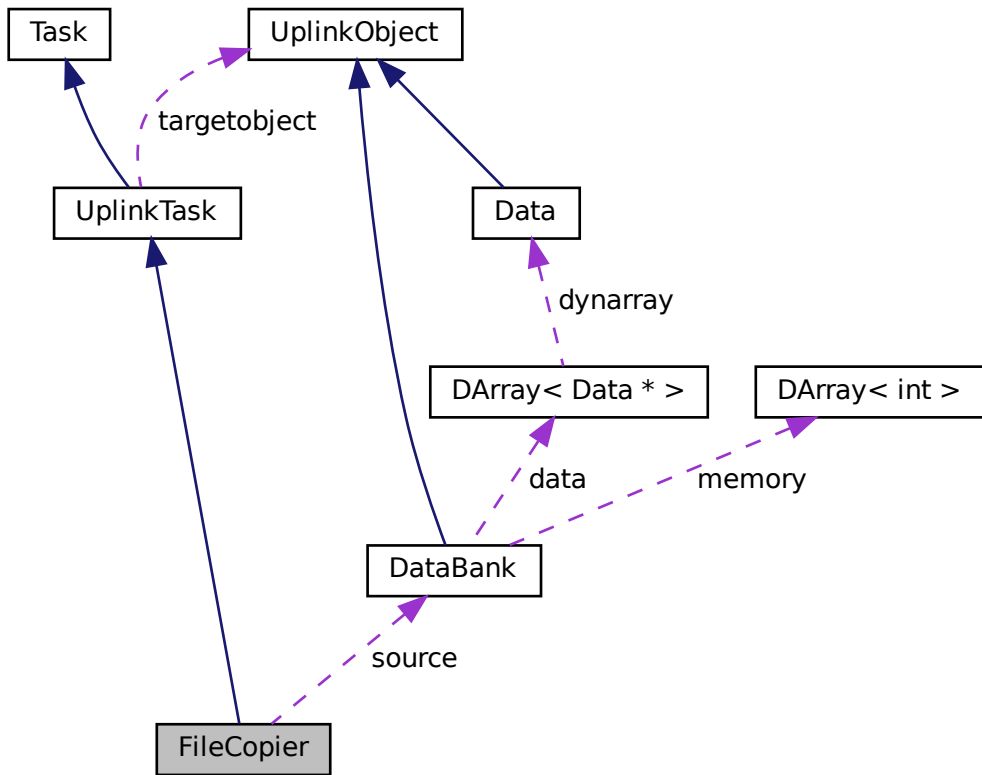 Task
UplinkObject
targetobject
UplinkTask
Data
dynarray
DArray< Data * >
DArray< int >
data
memory
DataBank
source
FileCopier